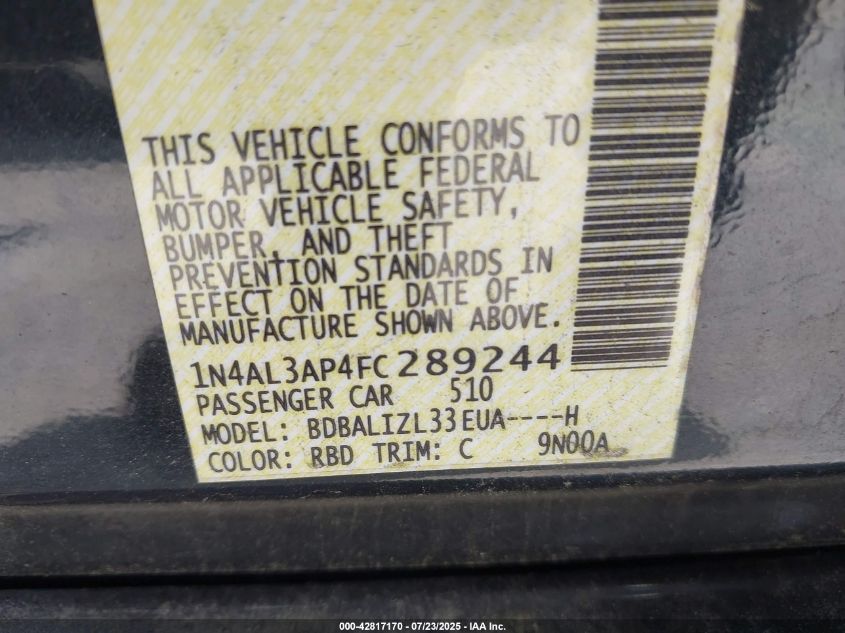 THIS VEHICLE CONFORMS TO
ALL APPLICABLE FEDERAL
MOTOR VEHICLE SAFETY,
BUMPER, AND THEFT
PREVENTION STANDARDS IN
EFFECT ON THE DATE OF
MANUFACTURE SHOWN ABOVE.
1N4AL3AP4FC289244
PASSENGER CAR 510
MODEL: BDBALIZL33EUA----H
COLOR: RBD TRIM: C 9N00A
000-42817170 - 07/23/2025 - IAA Inc.